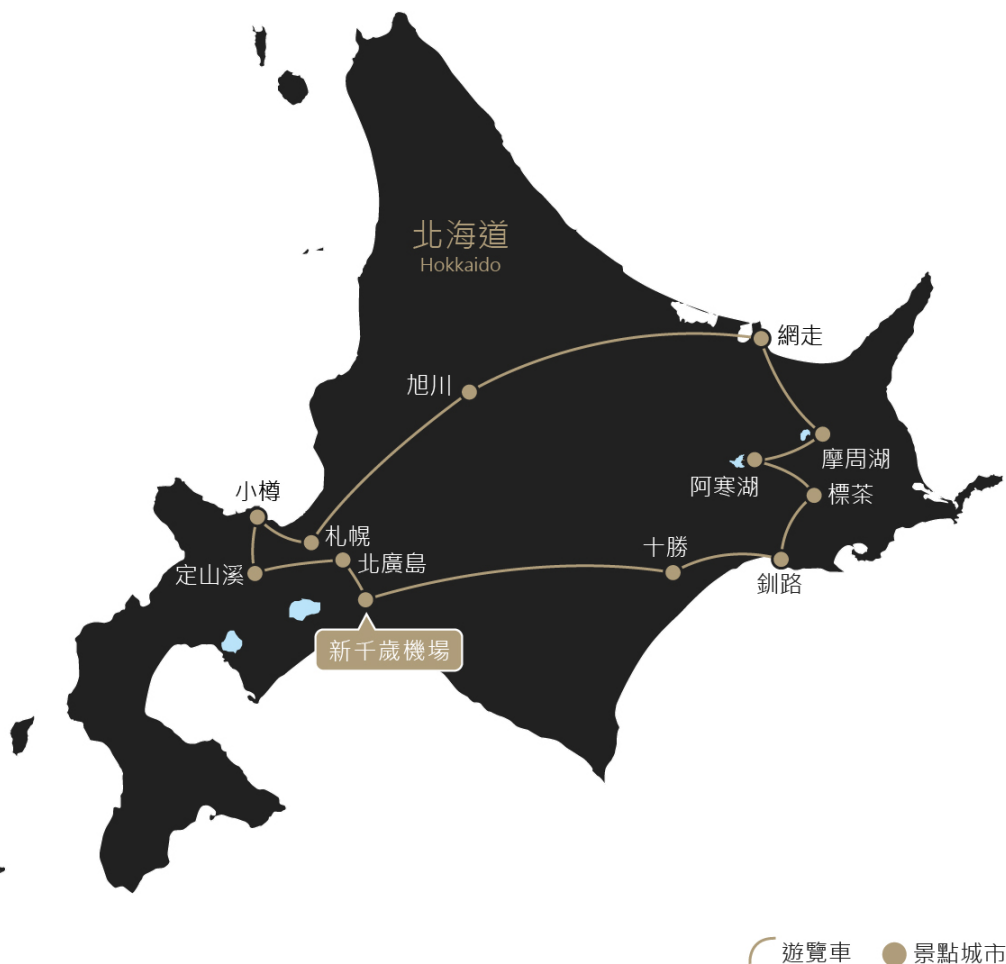 北海道
Hokkaido
網走
旭川
摩周湖
阿寒湖
標茶
小樽
札幌
十勝
北廣島
定山溪
釧路
新千歲機場
遊覽車
景點城市